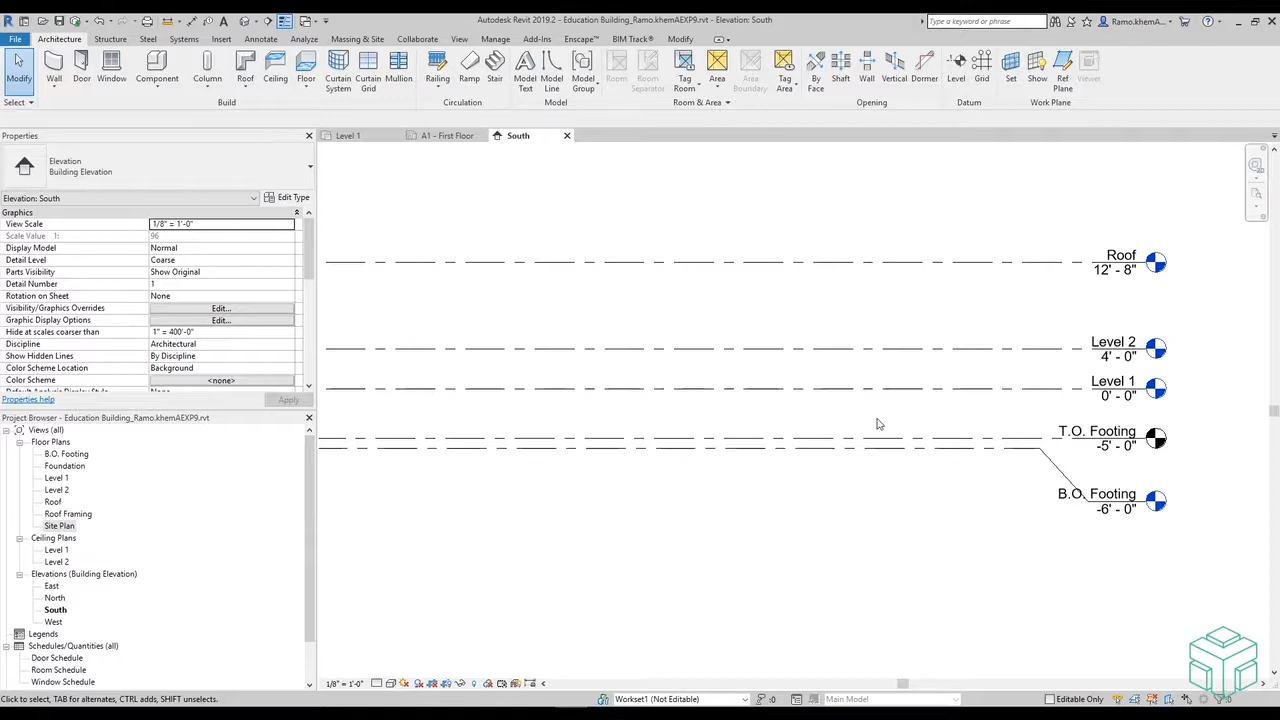 Autodesk Revit 2019.2 - Education Building_Ramo.khemAEXP9.rvt - Elevation: South
Type a keyword or phrase
Ramo.khemA...
File
Architecture
Structure
Steel
Systems
Insert
Annotate
Analyze
Massing & Site
Collaborate
View
Manage
Add-Ins
Enscape™
BIM Track®
Modify
Modify
Wall
Door
Window
Component
Column
Roof
Ceiling
Floor
Curtain System
Curtain Grid
Mullion
Railing
Ramp
Stair
Model Text
Model Line
Model Group
Room
Room Separator
Tag Room
Area
Area Boundary
Tag Area
By Face
Shaft
Wall
Vertical
Dormer
Level
Grid
Set
Show
Ref Plane
Viewer
Select
Build
Circulation
Model
Room & Area
Opening
Datum
Work Plane
Properties
Level 1
A1 - First Floor
South
Elevation
Building Elevation
Elevation: South
Edit Type
Graphics
View Scale
1/8" = 1'-0"
Scale Value 1:
96
Display Model
Normal
Detail Level
Coarse
Parts Visibility
Show Original
Detail Number
1
Rotation on Sheet
None
Visibility/Graphics Overrides
Edit...
Graphic Display Options
Edit...
Hide at scales coarser than
1" = 400'-0"
Discipline
Architectural
Show Hidden Lines
By Discipline
Color Scheme Location
Background
Color Scheme
<none>
Properties help
Apply
Project Browser - Education Building_Ramo.khemAEXP9.rvt
Views (all)
Floor Plans
B.O. Footing
Foundation
Level 1
Level 2
Roof
Roof Framing
Site Plan
Ceiling Plans
Level 1
Level 2
Elevations (Building Elevation)
East
North
South
West
Legends
Schedules/Quantities (all)
Door Schedule
Room Schedule
Window Schedule
Roof
12' - 8"
Level 2
4' - 0"
Level 1
0' - 0"
T.O. Footing
-5' - 0"
B.O. Footing
-6' - 0"
1/8" = 1'-0"
Click to select, TAB for alternates, CTRL adds, SHIFT unselects.
Workset1 (Not Editable)
:0
Main Model
Editable Only
:0